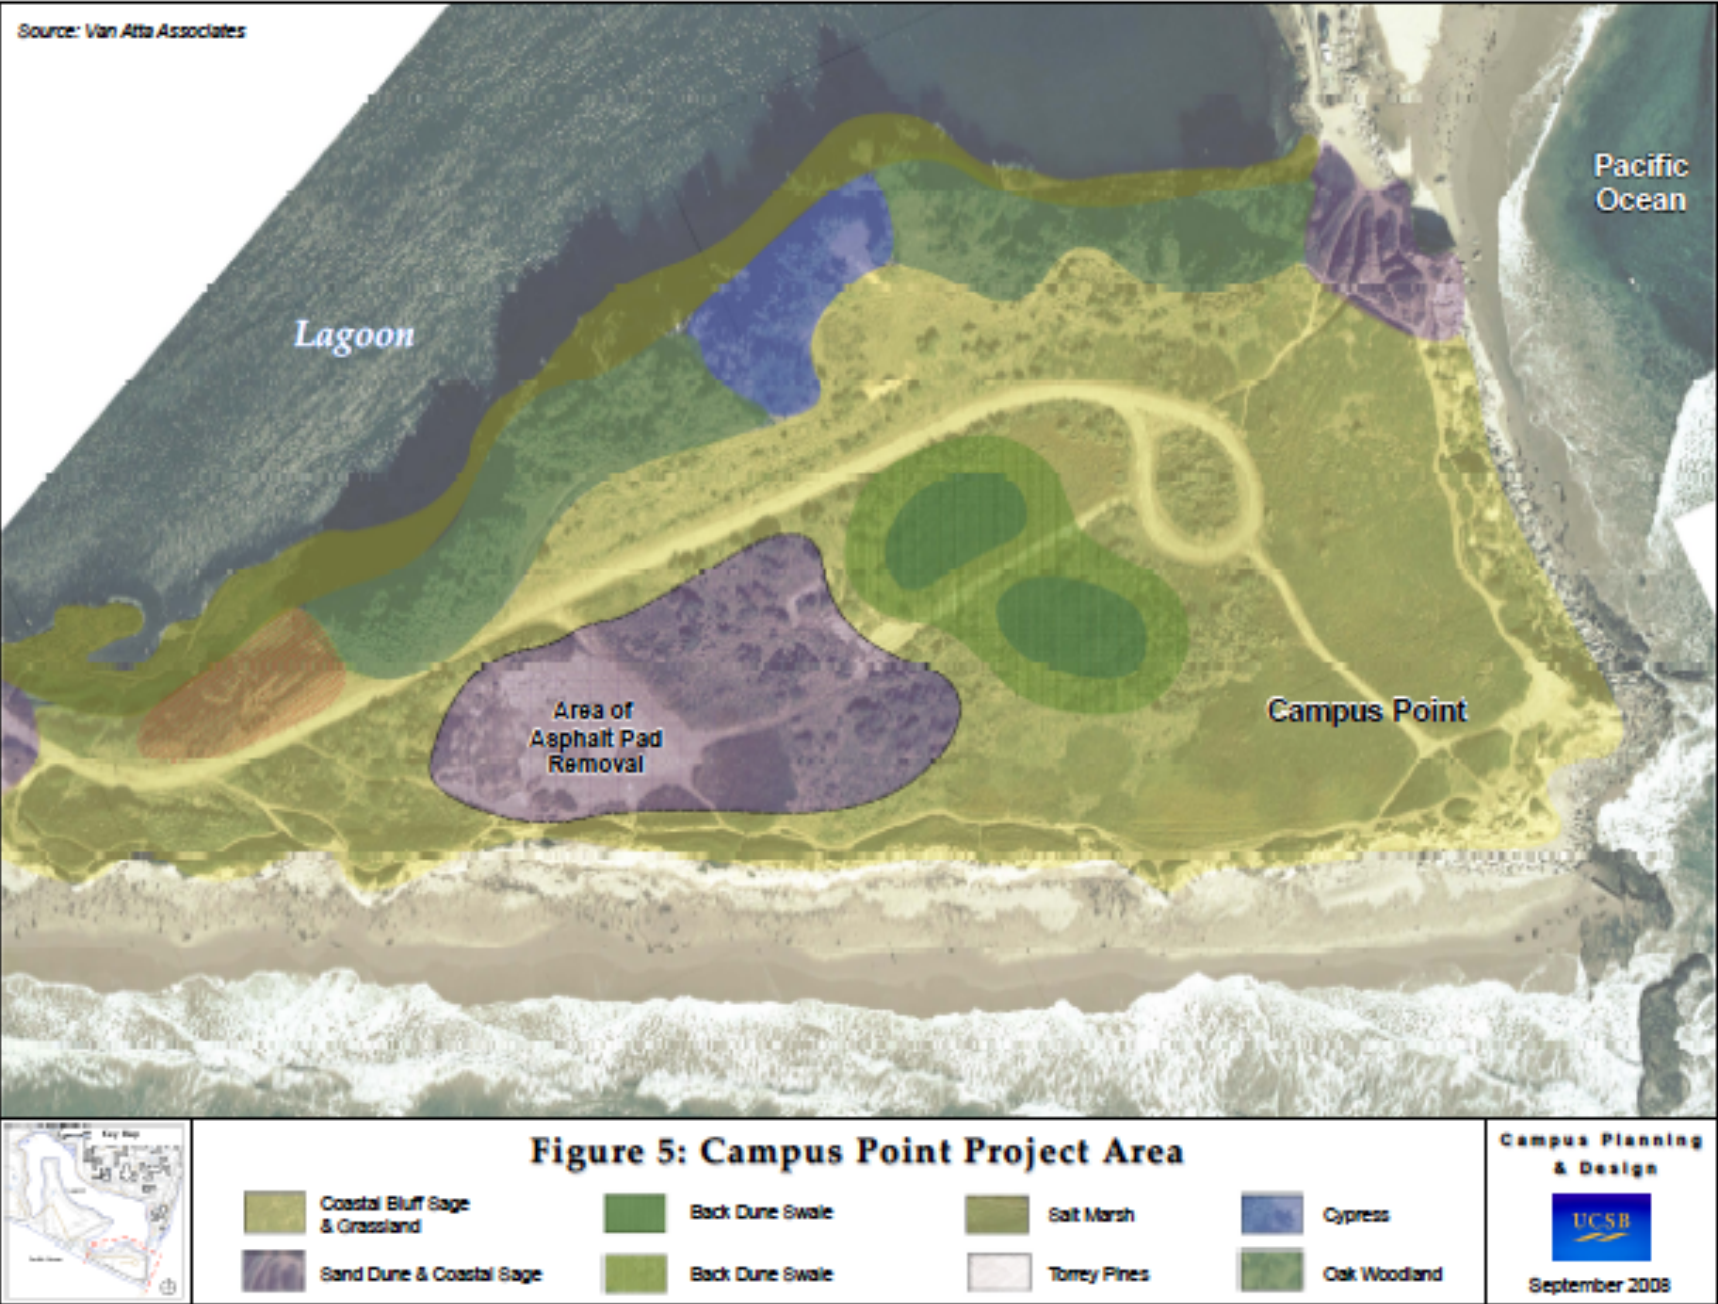 Source: Van Atta Associates
Pacific
Ocean
Lagoon
Area of
Asphalt Pad
Removal
Campus Point
Key Map
Figure 5: Campus Point Project Area
Coastal Bluff Sage
& Grassland
Back Dune Swale
Salt Marsh
Cypress
Sand Dune & Coastal Sage
Back Dune Swale
Torrey Pines
Oak Woodland
Campus Planning
& Design
UCSB
September 2008